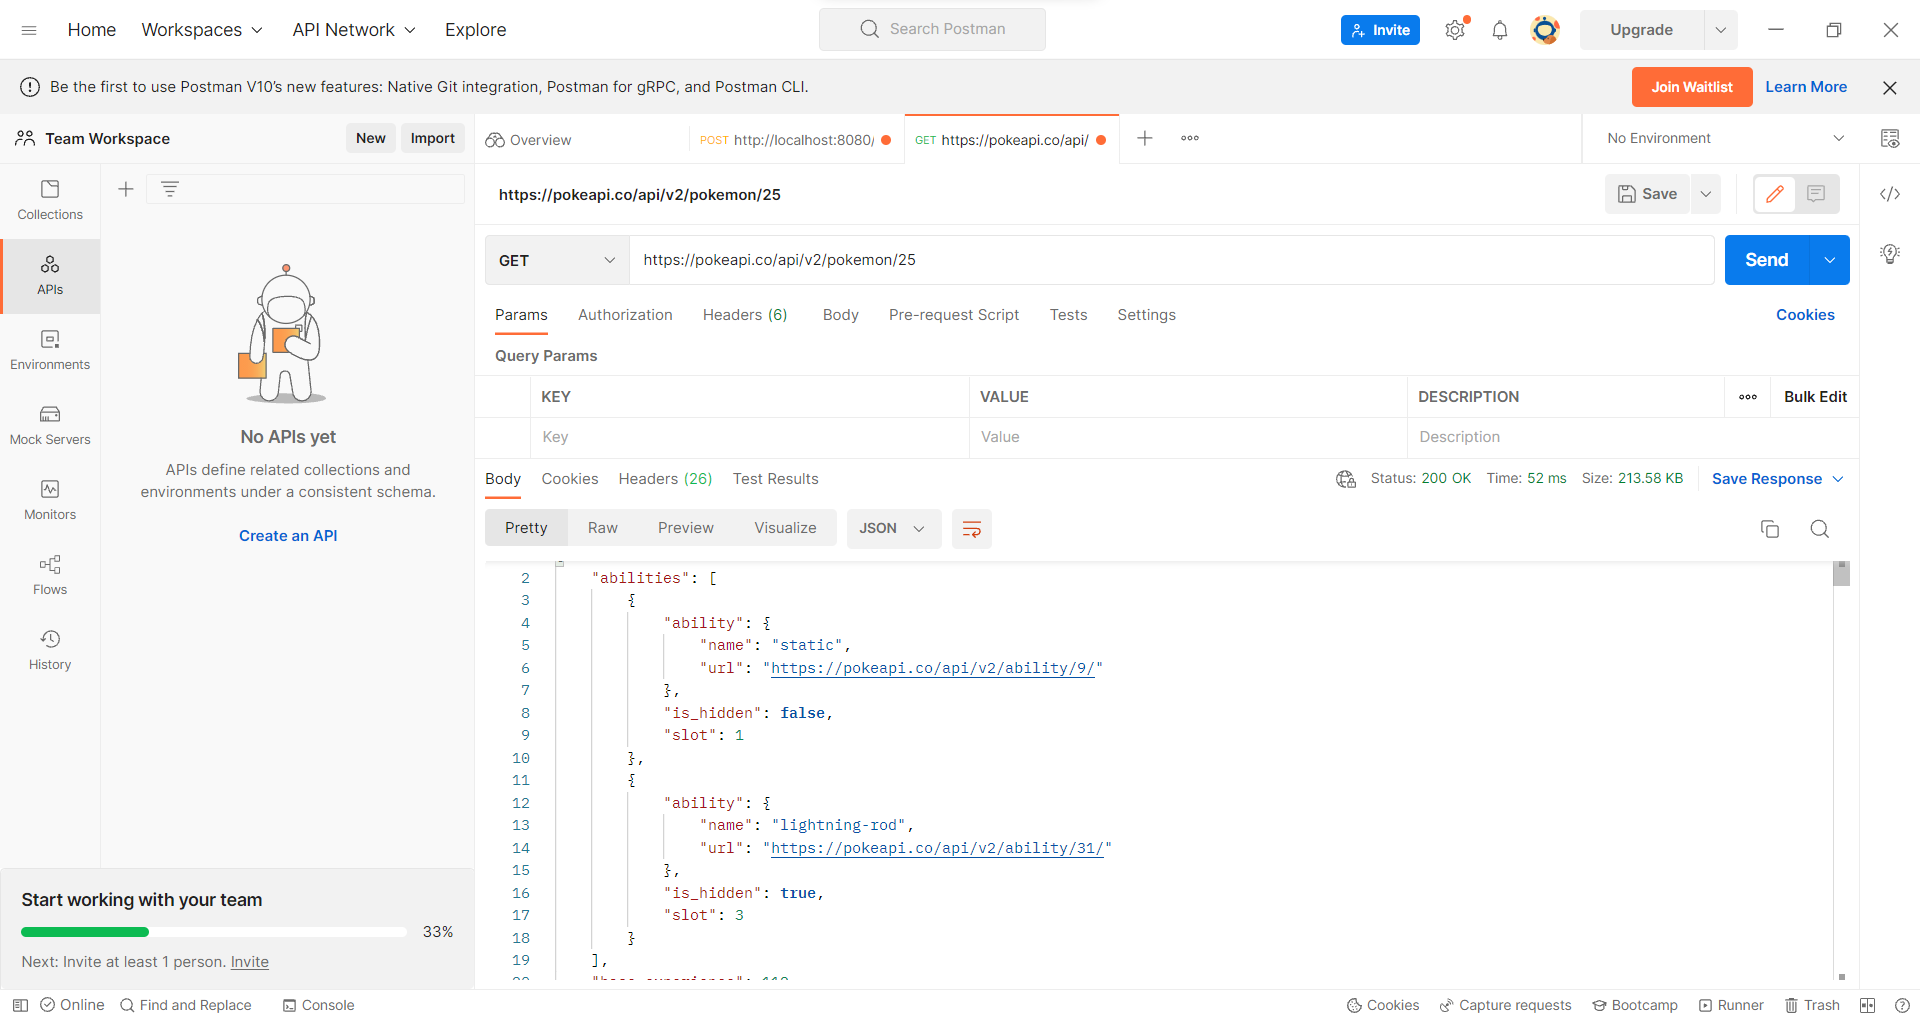 Home Workspaces API Network Explore Search Postman Invite Upgrade
Be the first to use Postman V10's new features: Native Git integration, Postman for gRPC, and Postman CLI. Join Waitlist Learn More
Team Workspace New Import Overview POST http://localhost:8080/ GET https://pokeapi.co/api/ No Environment
Collections
APIs
Environments
Mock Servers
Monitors
Flows
History
No APIs yet
APIs define related collections and
environments under a consistent schema.
Create an API
Start working with your team
33%
Next: Invite at least 1 person. Invite
https://pokeapi.co/api/v2/pokemon/25 Save
GET https://pokeapi.co/api/v2/pokemon/25 Send
Params Authorization Headers (6) Body Pre-request Script Tests Settings Cookies
Query Params
KEY VALUE DESCRIPTION Bulk Edit
Key Value Description
Body Cookies Headers (26) Test Results Status: 200 OK Time: 52 ms Size: 213.58 KB Save Response
Pretty Raw Preview Visualize JSON
2 "abilities": [
3 {
4 "ability": {
5 "name": "static",
6 "url": "https://pokeapi.co/api/v2/ability/9/"
7 },
8 "is_hidden": false,
9 "slot": 1
10 },
11 {
12 "ability": {
13 "name": "lightning-rod",
14 "url": "https://pokeapi.co/api/v2/ability/31/"
15 },
16 "is_hidden": true,
17 "slot": 3
18 }
19 ],
Online Find and Replace Console Cookies Capture requests Bootcamp Runner Trash